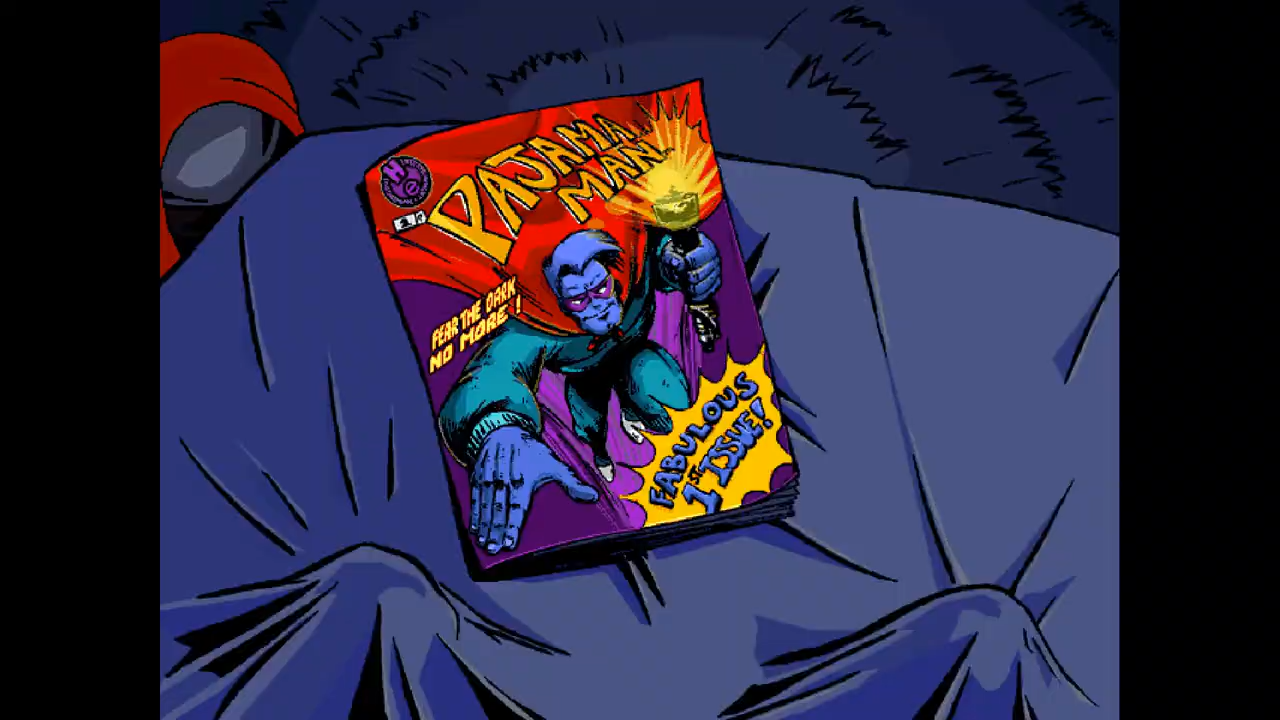 PAJAMA
MAN
FEAR THE DARK
NO MORE!
FABULOUS
1ST ISSUE!